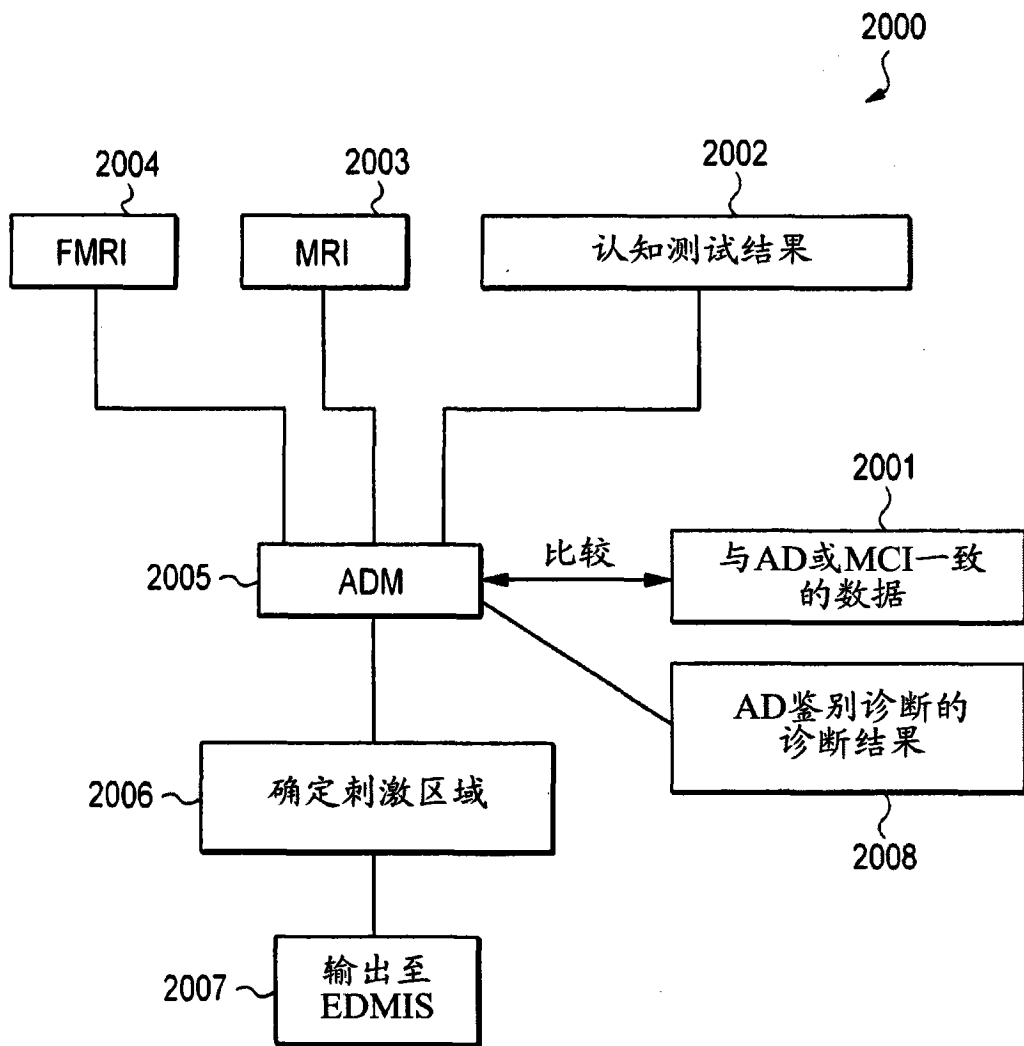 2000
2004
2003
2002
FMRI
MRI
认知测试结果
2001
2005
ADM
比较
与AD或MCI一致
的数据
AD鉴别诊断的
诊断结果
2006
确定刺激区域
2008
2007
输出至
EDMIS